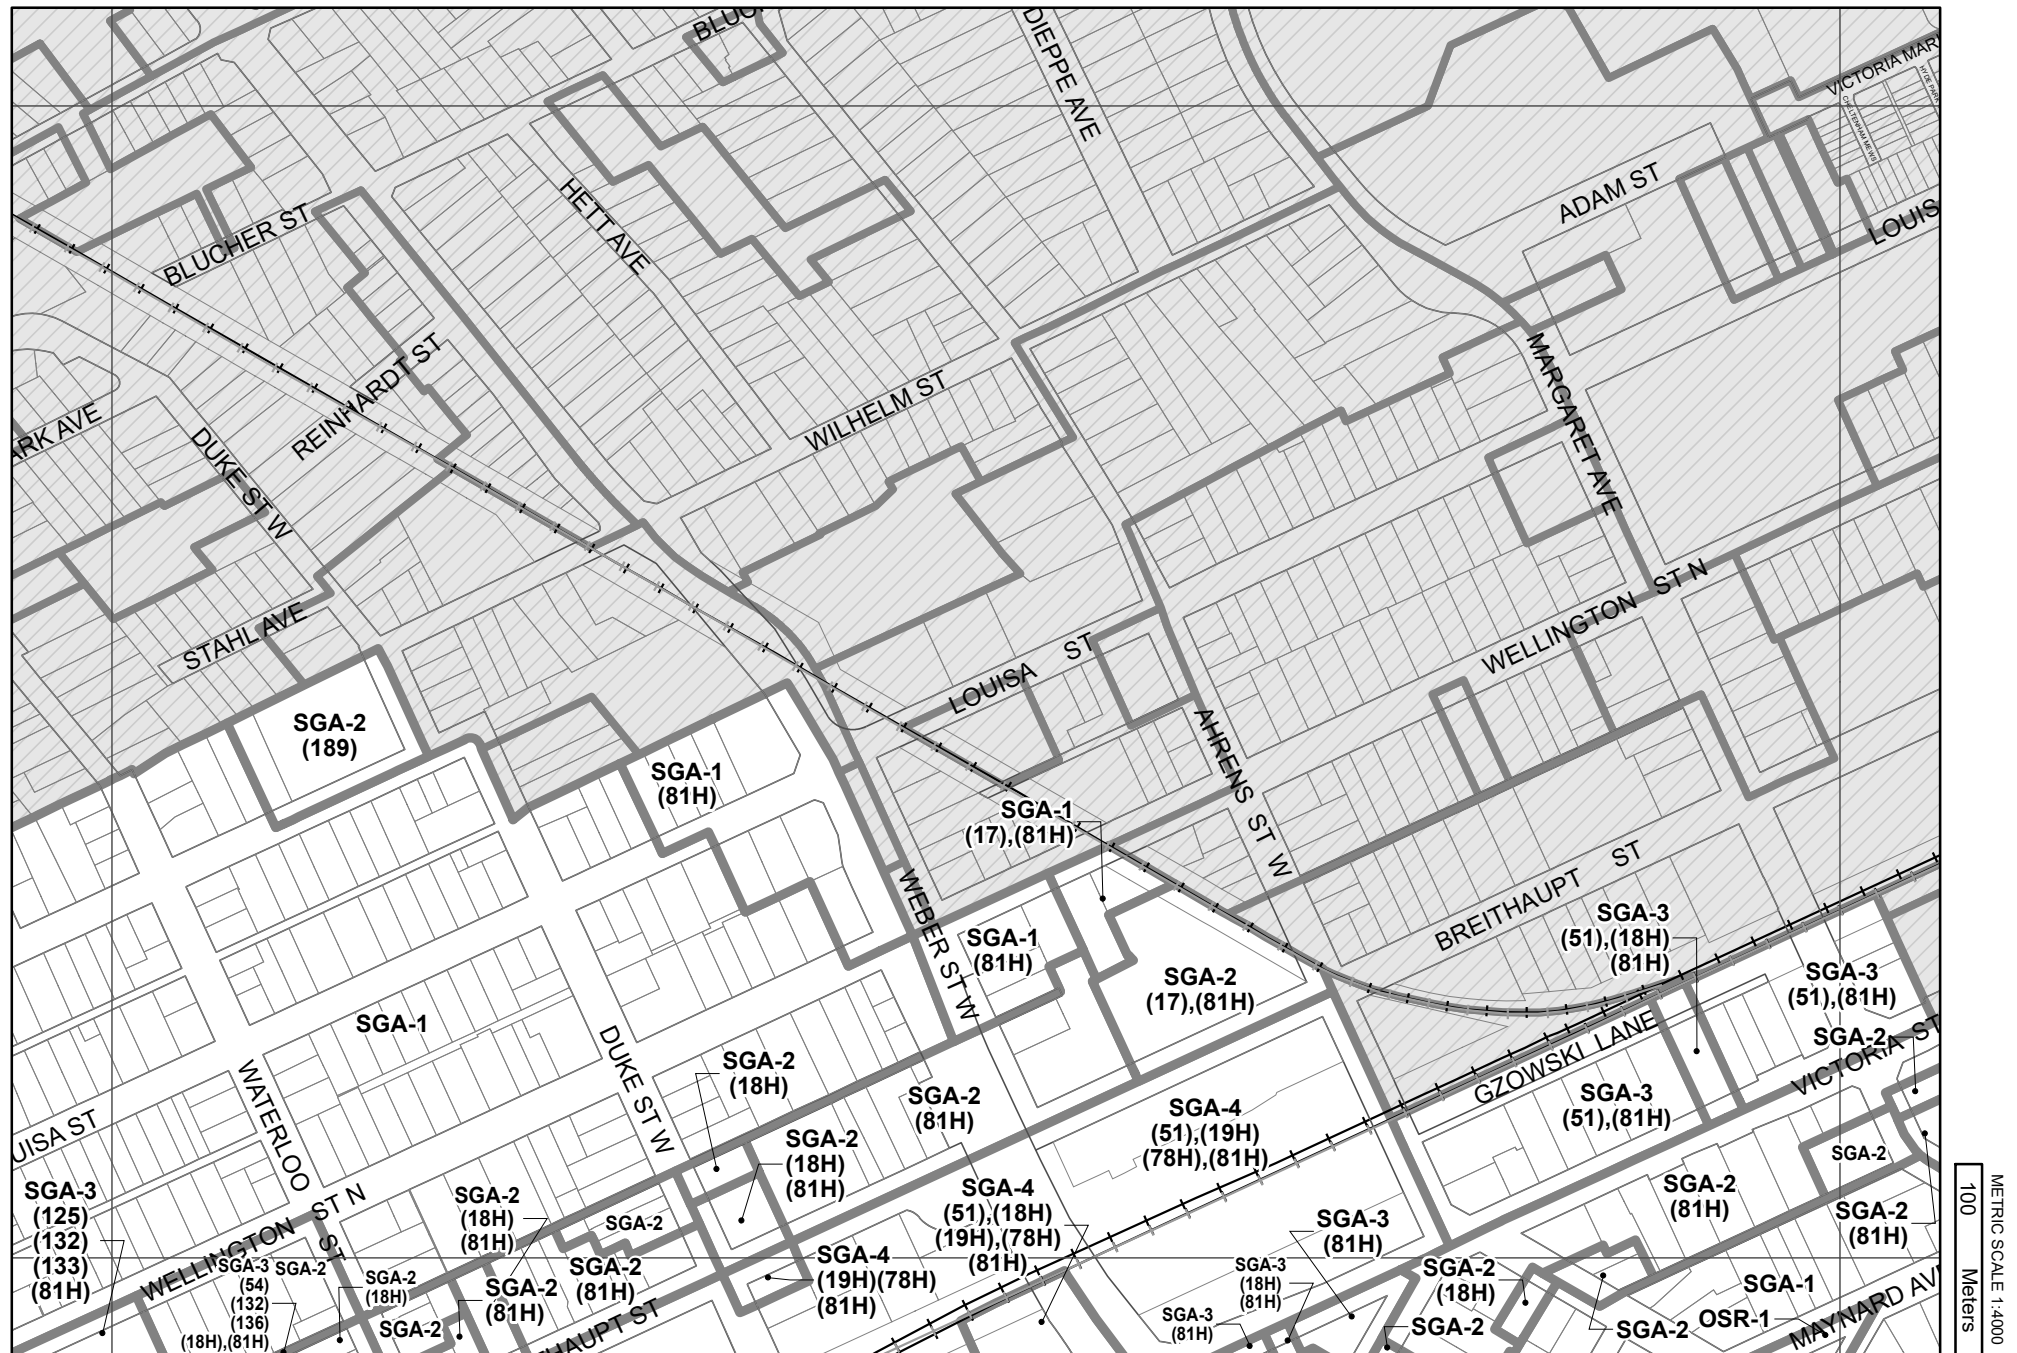 BLUC
DIEPPE AVE
VICTORIA MAR
HYDE PARK
CHELTENHAM MEWS
ADAM ST
LOUIS
HETT AVE
BLUCHER ST
REINHARDT ST
WILHELM ST
MARGARET AVE
ARK AVE
DUKE ST W
STAHL AVE
WELLINGTON ST N
LOUISA ST
AHRENS ST W
SGA-2
(189)
SGA-1
(81H)
SGA-1
(17),(81H)
WEBER ST W
BREITHAUPT ST
SGA-1
(81H)
SGA-2
(17),(81H)
SGA-3
(51),(18H)
(81H)
SGA-3
(51),(81H)
SGA-1
DUKE ST W
WATERLOO ST
GZOWSKI LANE
SGA-2
VICTORIA ST
SGA-2
(18H)
SGA-2
(81H)
SGA-4
(51),(19H)
(78H),(81H)
SGA-3
(51),(81H)
UISA ST
SGA-2
(18H)
(81H)
SGA-2
SGA-3
(125)
(132)
(133)
(81H)
WELLINGTON ST N
SGA-2
(18H)
(81H)
SGA-2
SGA-4
(51),(18H)
(19H),(78H)
(81H)
SGA-3
(81H)
SGA-2
(81H)
SGA-2
(81H)
SGA-3
(54)
(132)
(136)
(18H),(81H)
SGA-2
SGA-2
(18H)
SGA-2
SGA-2
(81H)
SGA-2
(81H)
SGA-4
(19H)(78H)
(81H)
HAUPT ST
SGA-3
(18H)
(81H)
SGA-3
(81H)
SGA-2
(18H)
SGA-2
SGA-2
SGA-1
OSR-1
MAYNARD AV
METRIC SCALE 1:4000
100 Meters